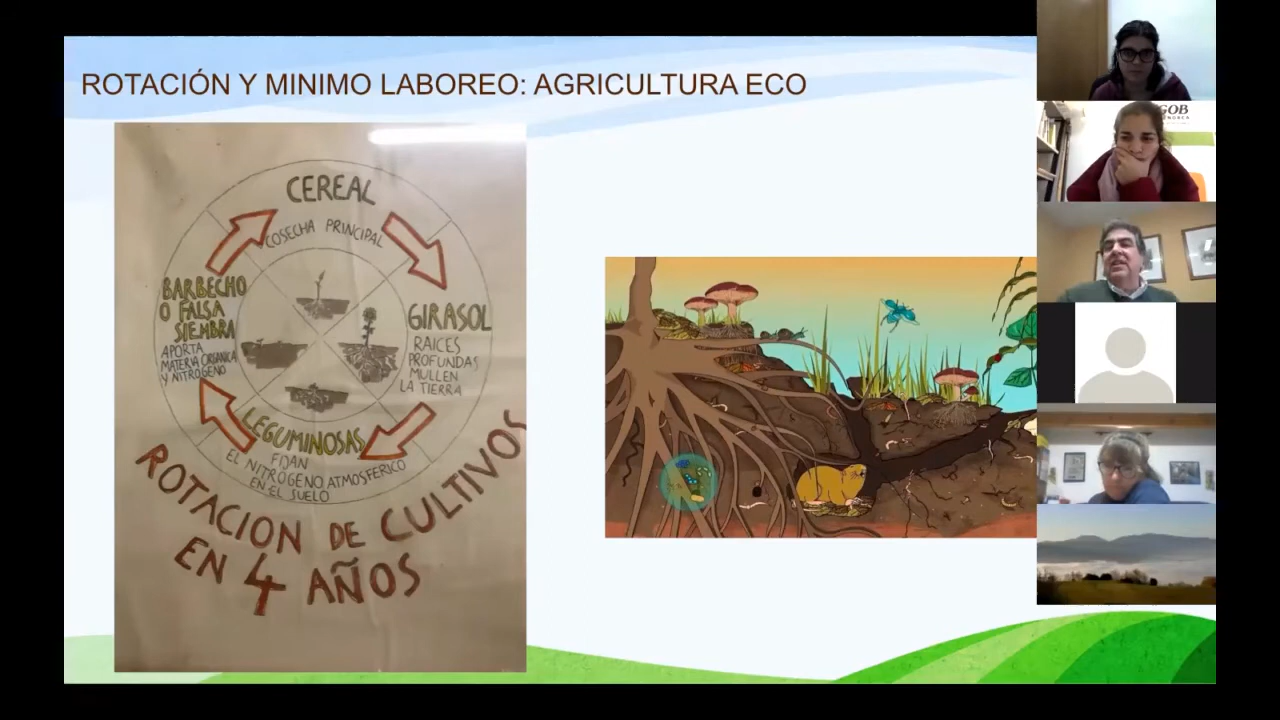 ROTACIÓN Y MINIMO LABOREO: AGRICULTURA ECO
CEREAL
COSECHA PRINCIPAL
GIRASOL
RAICES
PROFUNDAS
MULLEN
LA TIERRA
LEGUMINOSAS
FIJAN
EL NITRÓGENO ATMOSFERICO
EN EL SUELO
BARBECHO
O FALSA
SIEMBRA
APORTA
MATERIA ORGANICA
Y NITROGENO
ROTACION DE CULTIVOS
EN 4 AÑOS
GOB